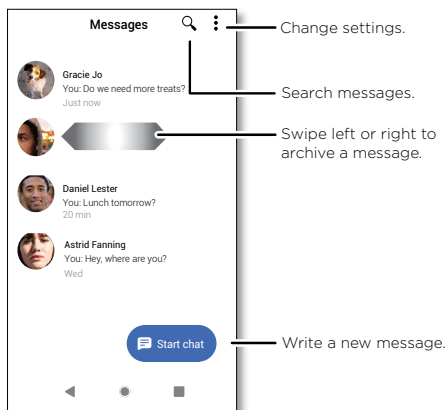 Messages
Change settings.
Gracie Jo
You: Do we need more treats?
Just now
Search messages.
Swipe left or right to
archive a message.
Daniel Lester
You: Lunch tomorrow?
20 min
Astrid Fanning
You: Hey, where are you?
Wed
Start chat
Write a new message.